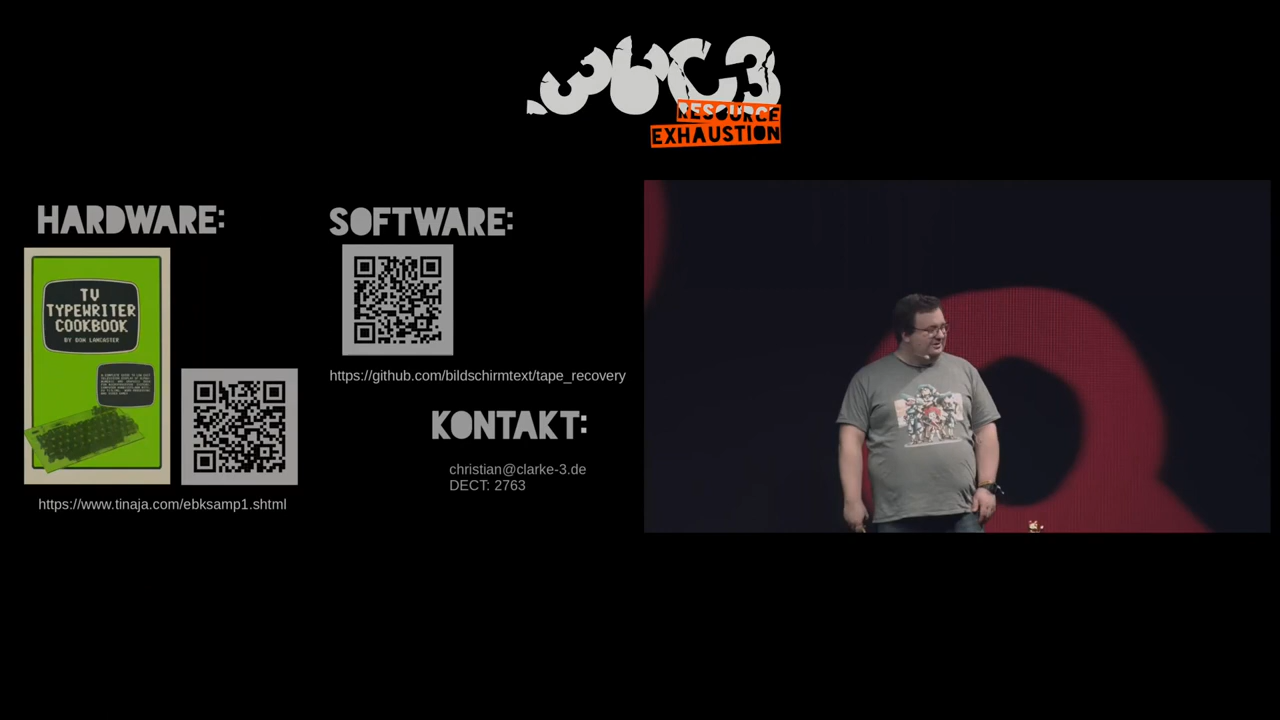 36C3
RESOURCE
EXHAUSTION
HARDWARE:
TV
TYPEWRITER
COOKBOOK
BY DON LANCASTER
https://www.tinaja.com/ebksamp1.shtml
SOFTWARE:
https://github.com/bildschirmtext/tape_recovery
KONTAKT:
christian@clarke-3.de
DECT: 2763